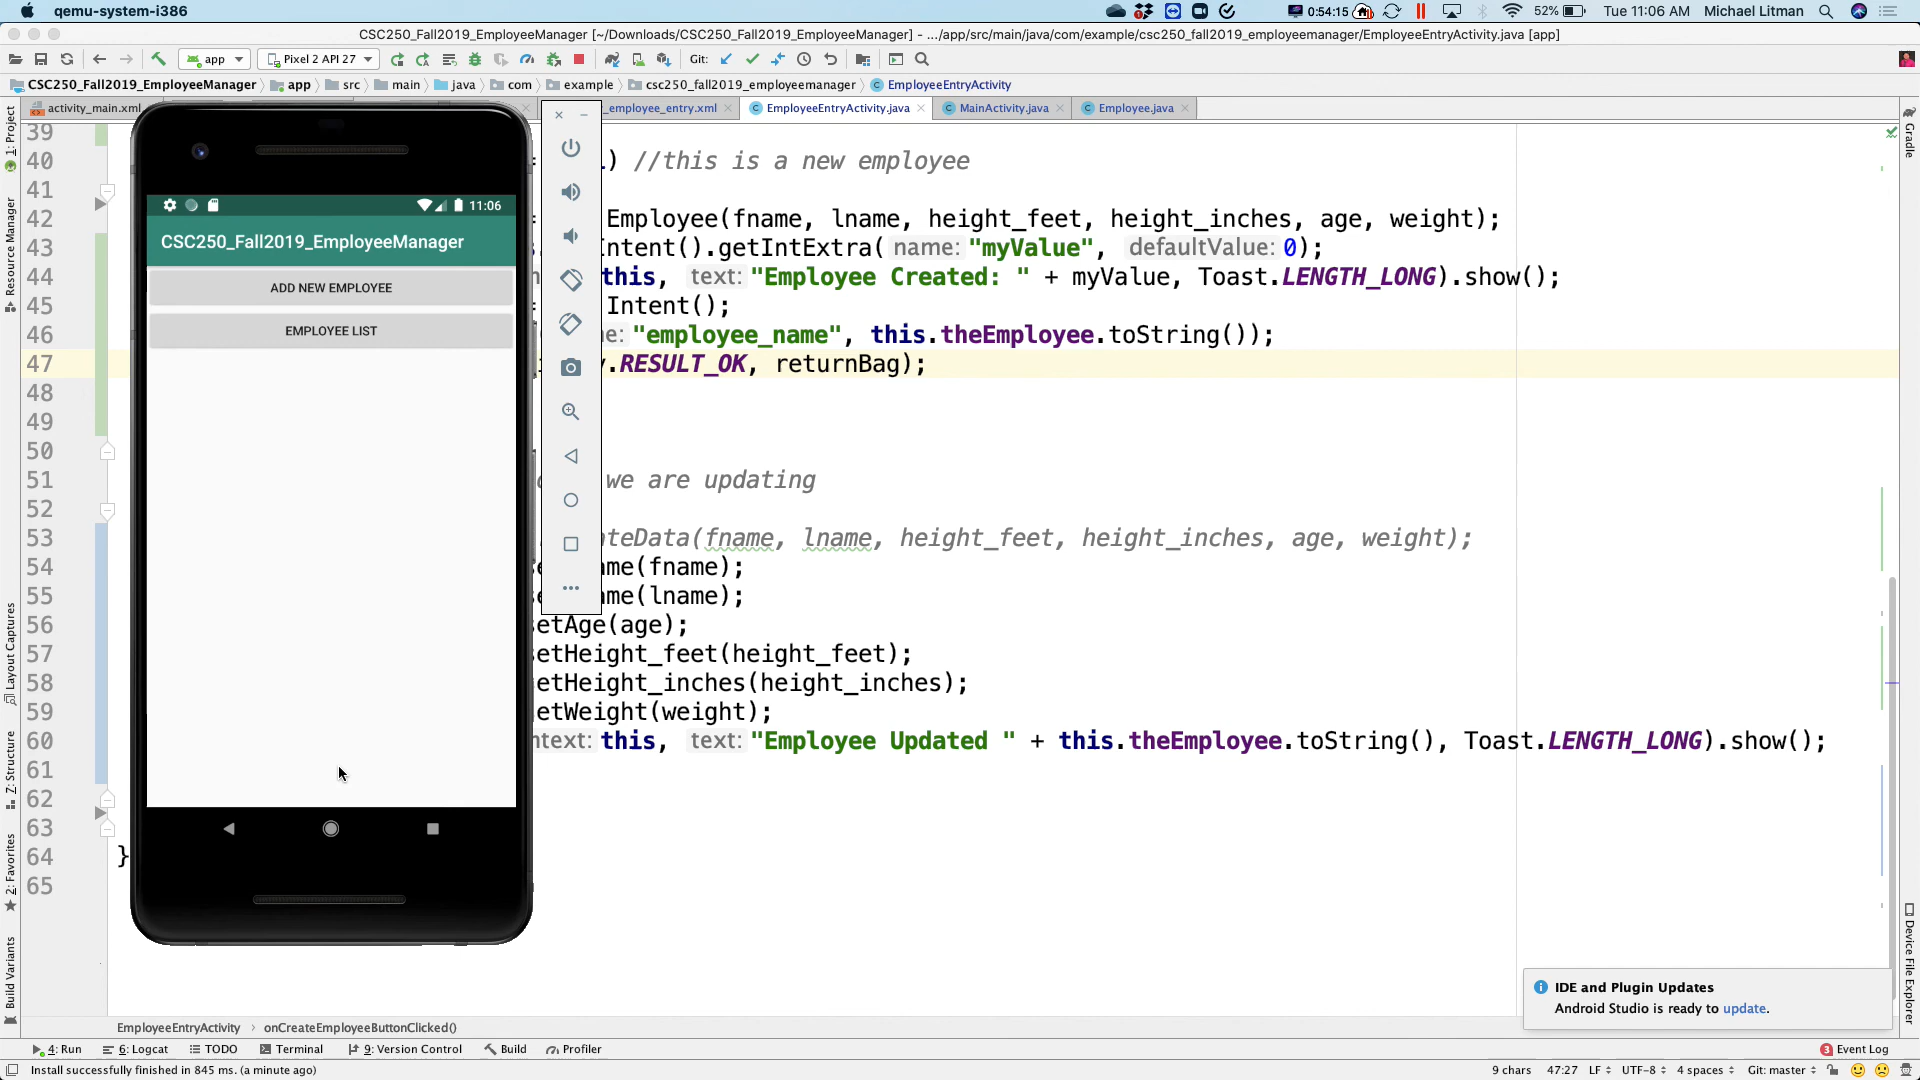 qemu-system-i386
0:54:15
52%
Tue 11:06 AM
Michael Litman
CSC250_Fall2019_EmployeeManager [~/Downloads/CSC250_Fall2019_EmployeeManager] - .../app/src/main/java/com/example/csc250_fall2019_employeemanager/EmployeeEntryActivity.java [app]
app
Pixel 2 API 27
Git:
CSC250_Fall2019_EmployeeManager
app
src
main
java
com
example
csc250_fall2019_employeemanager
EmployeeEntryActivity
activity_main.xml
_employee_entry.xml
EmployeeEntryActivity.java
MainActivity.java
Employee.java
1: Project
Resource Manager
Layout Captures
Z: Structure
2: Favorites
Build Variants
Gradle
Device File Explorer
11:06
CSC250_Fall2019_EmployeeManager
ADD NEW EMPLOYEE
EMPLOYEE LIST
39
40 ) //this is a new employee
41
42 Employee(fname, lname, height_feet, height_inches, age, weight);
43 Intent().getIntExtra( name: "myValue", defaultValue: 0);
44 this, text: "Employee Created: " + myValue, Toast.LENGTH_LONG).show();
45 Intent();
46 e: "employee_name", this.theEmployee.toString());
47 .RESULT_OK, returnBag);
48
49
50
51 we are updating
52
53 ateData(fname, lname, height_feet, height_inches, age, weight);
54 ame(fname);
55 ame(lname);
56 setAge(age);
57 setHeight_feet(height_feet);
58 etHeight_inches(height_inches);
59 etWeight(weight);
60 ntext: this, text: "Employee Updated " + this.theEmployee.toString(), Toast.LENGTH_LONG).show();
61
62
63
64 }
65
IDE and Plugin Updates
Android Studio is ready to update.
EmployeeEntryActivity > onCreateEmployeeButtonClicked()
4: Run
6: Logcat
TODO
Terminal
9: Version Control
Build
Profiler
3 Event Log
Install successfully finished in 845 ms. (a minute ago)
9 chars
47:27
LF
UTF-8
4 spaces
Git: master